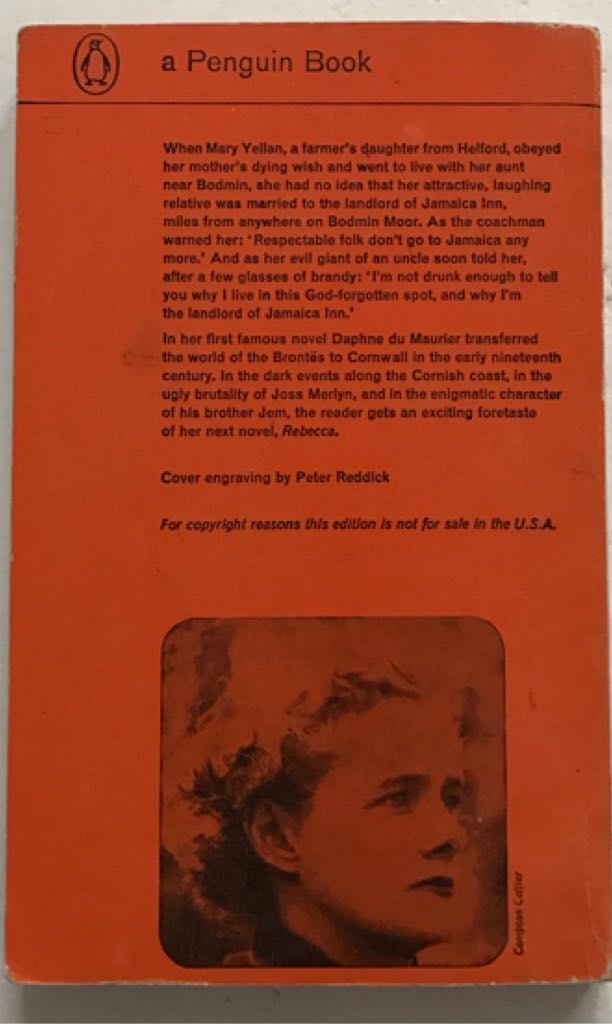 a Penguin Book
When Mary Yellan, a farmer's daughter from Helford, obeyed
her mother's dying wish and went to live with her aunt
near Bodmin, she had no idea that her attractive, laughing
relative was married to the landlord of Jamaica Inn,
miles from anywhere on Bodmin Moor. As the coachman
warned her: 'Respectable folk don't go to Jamaica any
more.' And as her evil giant of an uncle soon told her,
after a few glasses of brandy: 'I'm not drunk enough to tell
you why I live in this God-forgotten spot, and why I'm
the landlord of Jamaica Inn.'
In her first famous novel Daphne du Maurier transferred
the world of the Brontës to Cornwall in the early nineteenth
century. In the dark events along the Cornish coast, in the
ugly brutality of Joss Merlyn, and in the enigmatic character
of his brother Jem, the reader gets an exciting foretaste
of her next novel, Rebecca.
Cover engraving by Peter Reddick
For copyright reasons this edition is not for sale in the U.S.A.
Compton Collier